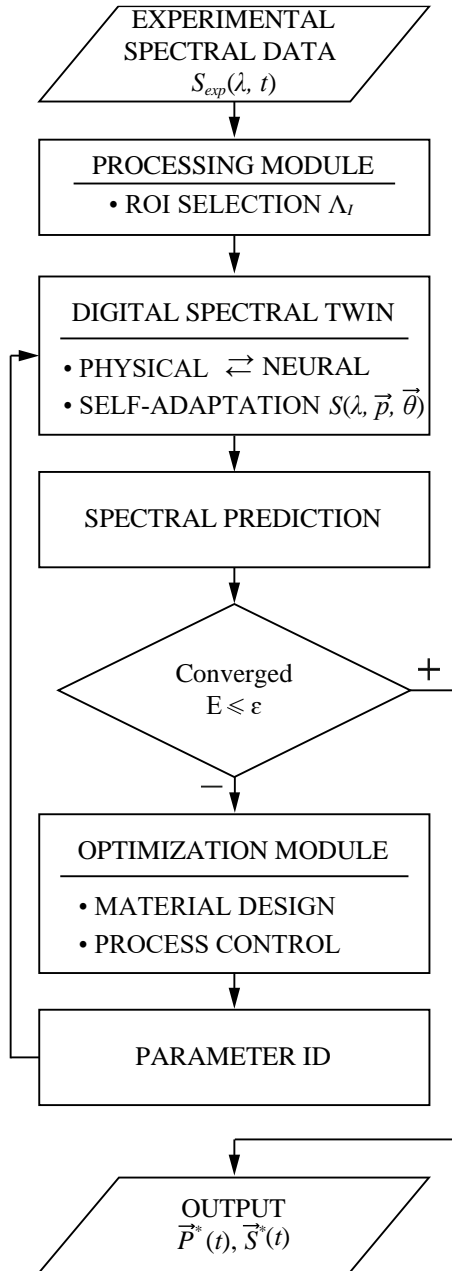 EXPERIMENTAL
SPECTRAL DATA
S_exp(λ, t)
PROCESSING MODULE
• ROI SELECTION Λ_I
DIGITAL SPECTRAL TWIN
• PHYSICAL ⇄ NEURAL
• SELF-ADAPTATION S(λ, p⃗, θ⃗)
SPECTRAL PREDICTION
Converged
E ⩽ ε
+
−
OPTIMIZATION MODULE
• MATERIAL DESIGN
• PROCESS CONTROL
PARAMETER ID
OUTPUT
P⃗*(t), S⃗*(t)